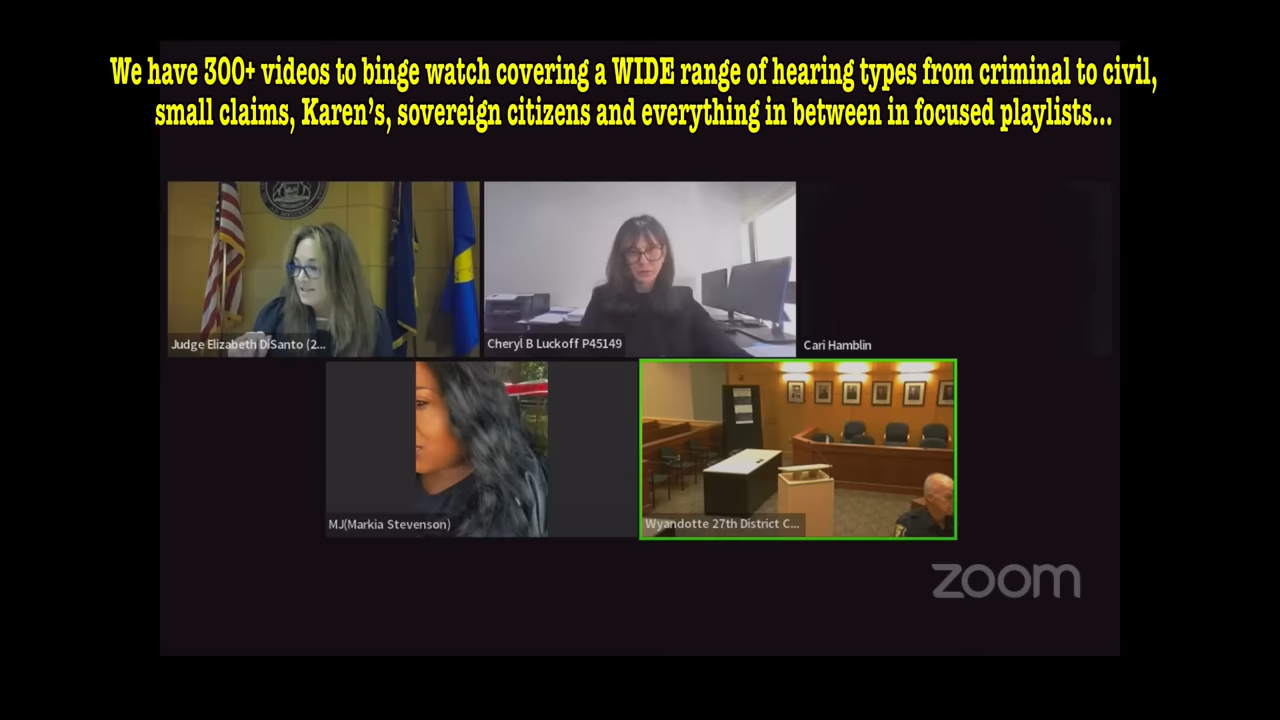 We have 300+ videos to binge watch covering a WIDE range of hearing types from criminal to civil,
small claims, Karen's, sovereign citizens and everything in between in focused playlists...
Judge Elizabeth DiSanto (2...
Cheryl B Luckoff P45149
Cari Hamblin
MJ(Markia Stevenson)
Wyandotte 27th District C...
zoom